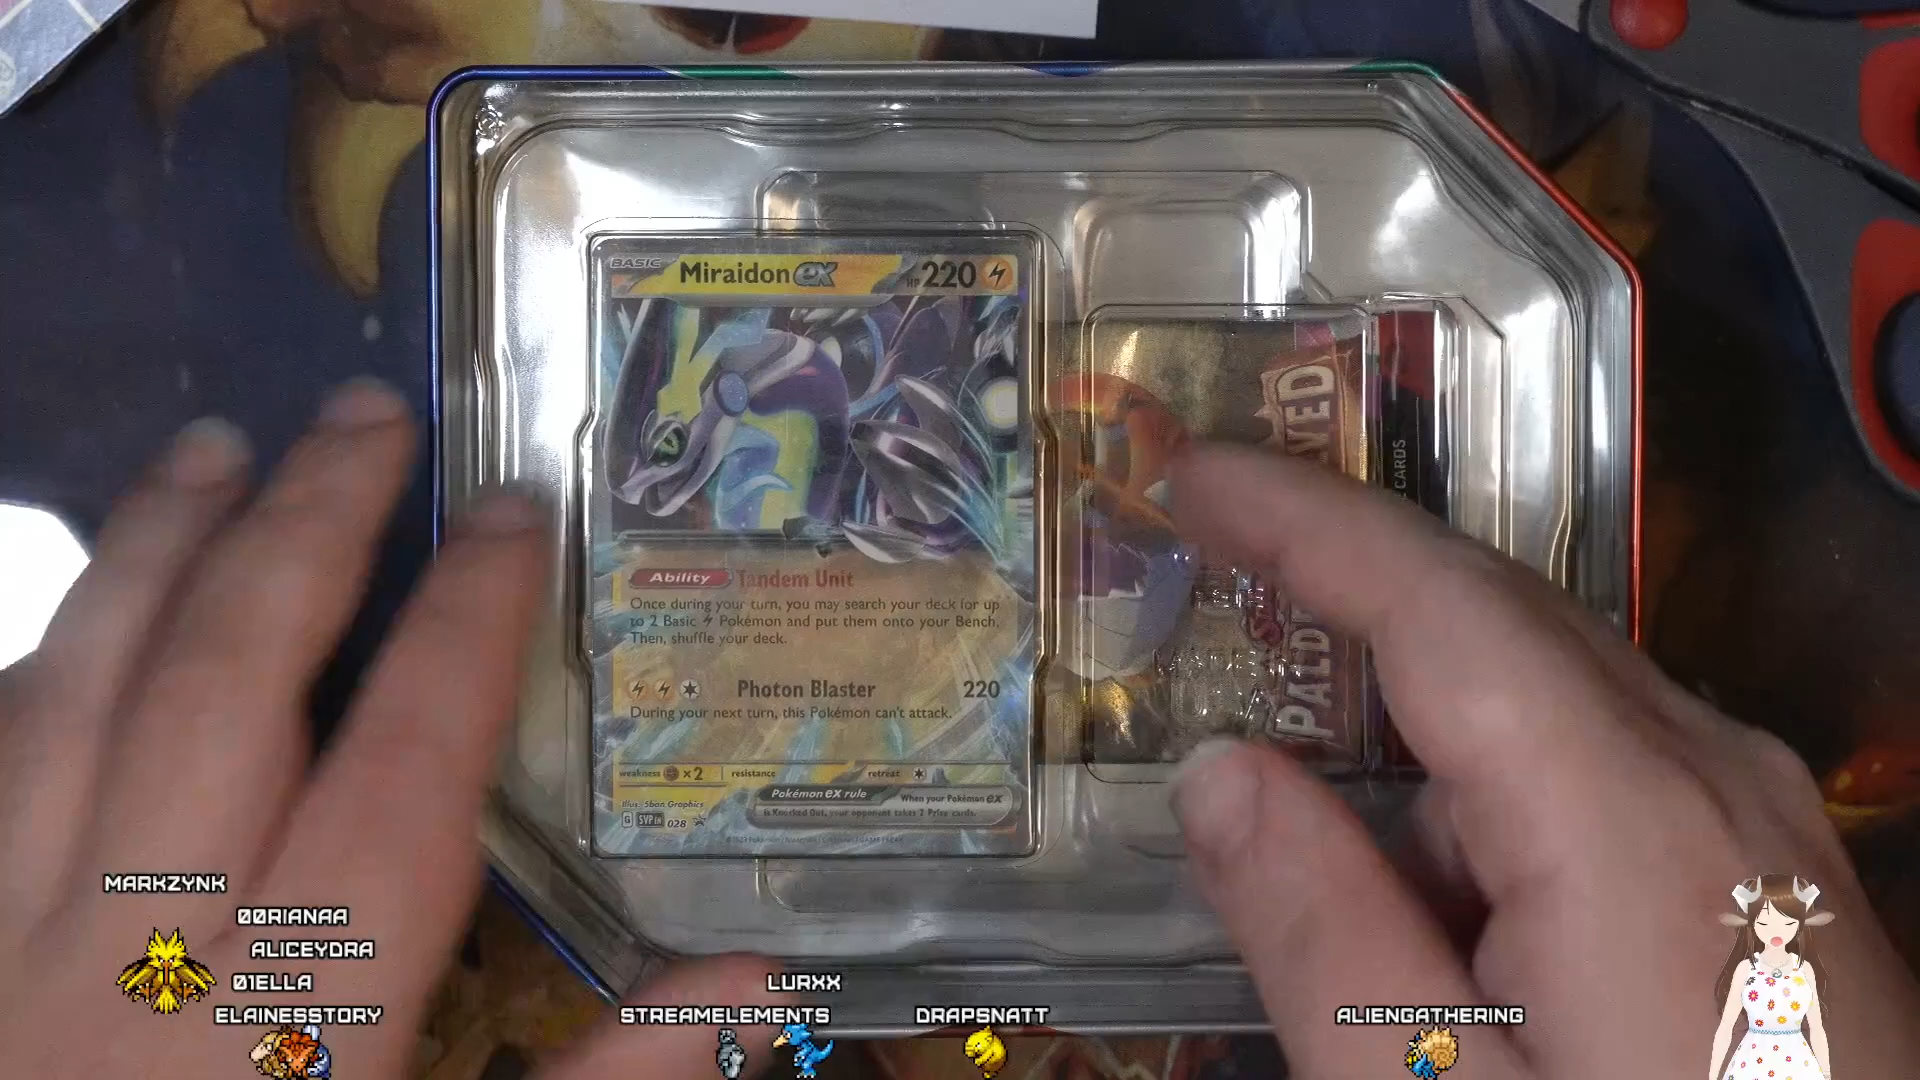 BASIC Miraidon ex HP 220
Ability Tandem Unit
Once during your turn, you may search your deck for up
to 2 Basic Pokémon and put them onto your Bench.
Then, shuffle your deck.
Photon Blaster 220
During your next turn, this Pokémon can't attack.
weakness ×2 resistance retreat
Pokémon ex rule When your Pokémon ex
is Knocked Out, your opponent takes 2 Prize cards.
Illus. 5ban Graphics
G SVP EN 028
PALD
CARDS
MARKZYNK
00RIANAA
ALICEYDRA
01ELLA
ELAINESSTORY
LURXX
STREAMELEMENTS
DRAPSNATT
ALIENGATHERING